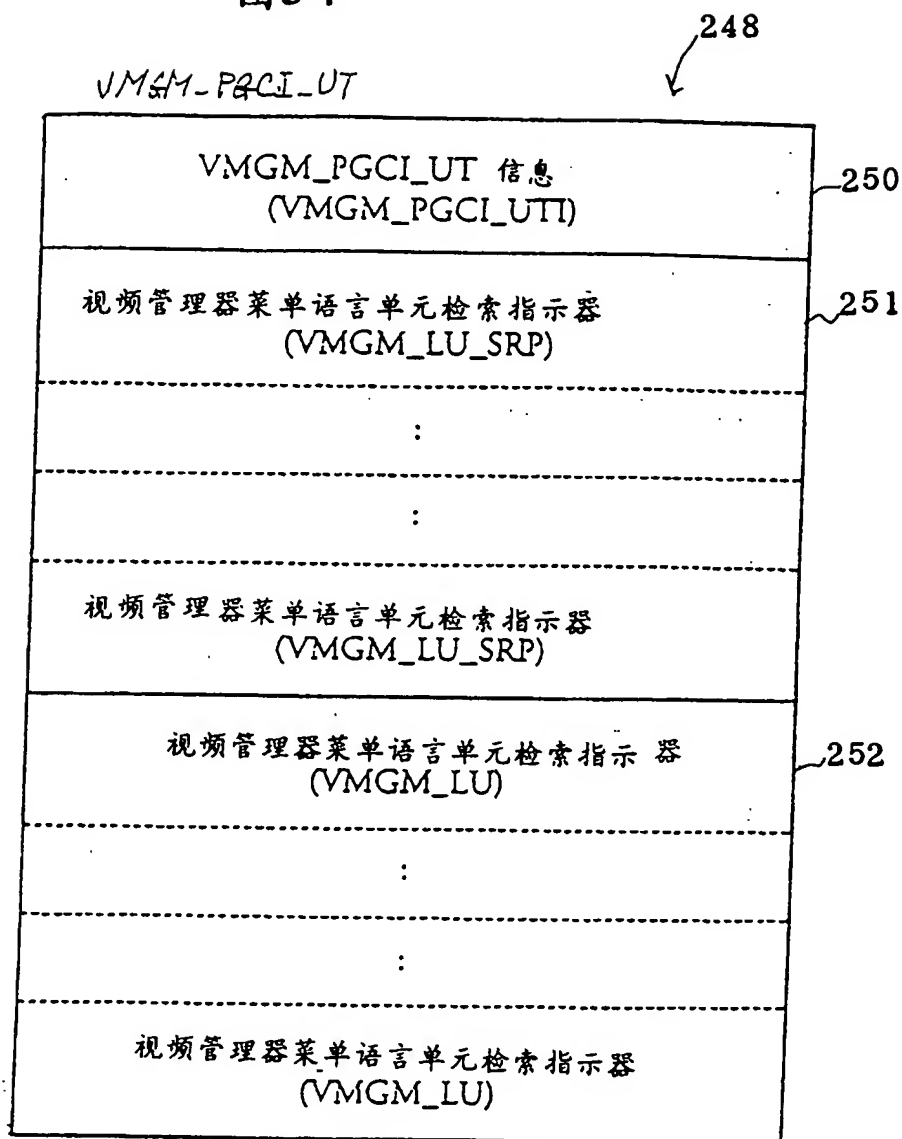 248
VMGM_PGCI_UT
VMGM_PGCI_UT 信息
(VMGM_PGCI_UTI)
250
视频管理器菜单语言单元检索指示器
(VMGM_LU_SRP)
251
:
:
视频管理器菜单语言单元检索指示器
(VMGM_LU_SRP)
视频管理器菜单语言单元检索指示 器
(VMGM_LU)
252
:
:
视频管理器菜单语言单元检索指示器
(VMGM_LU)